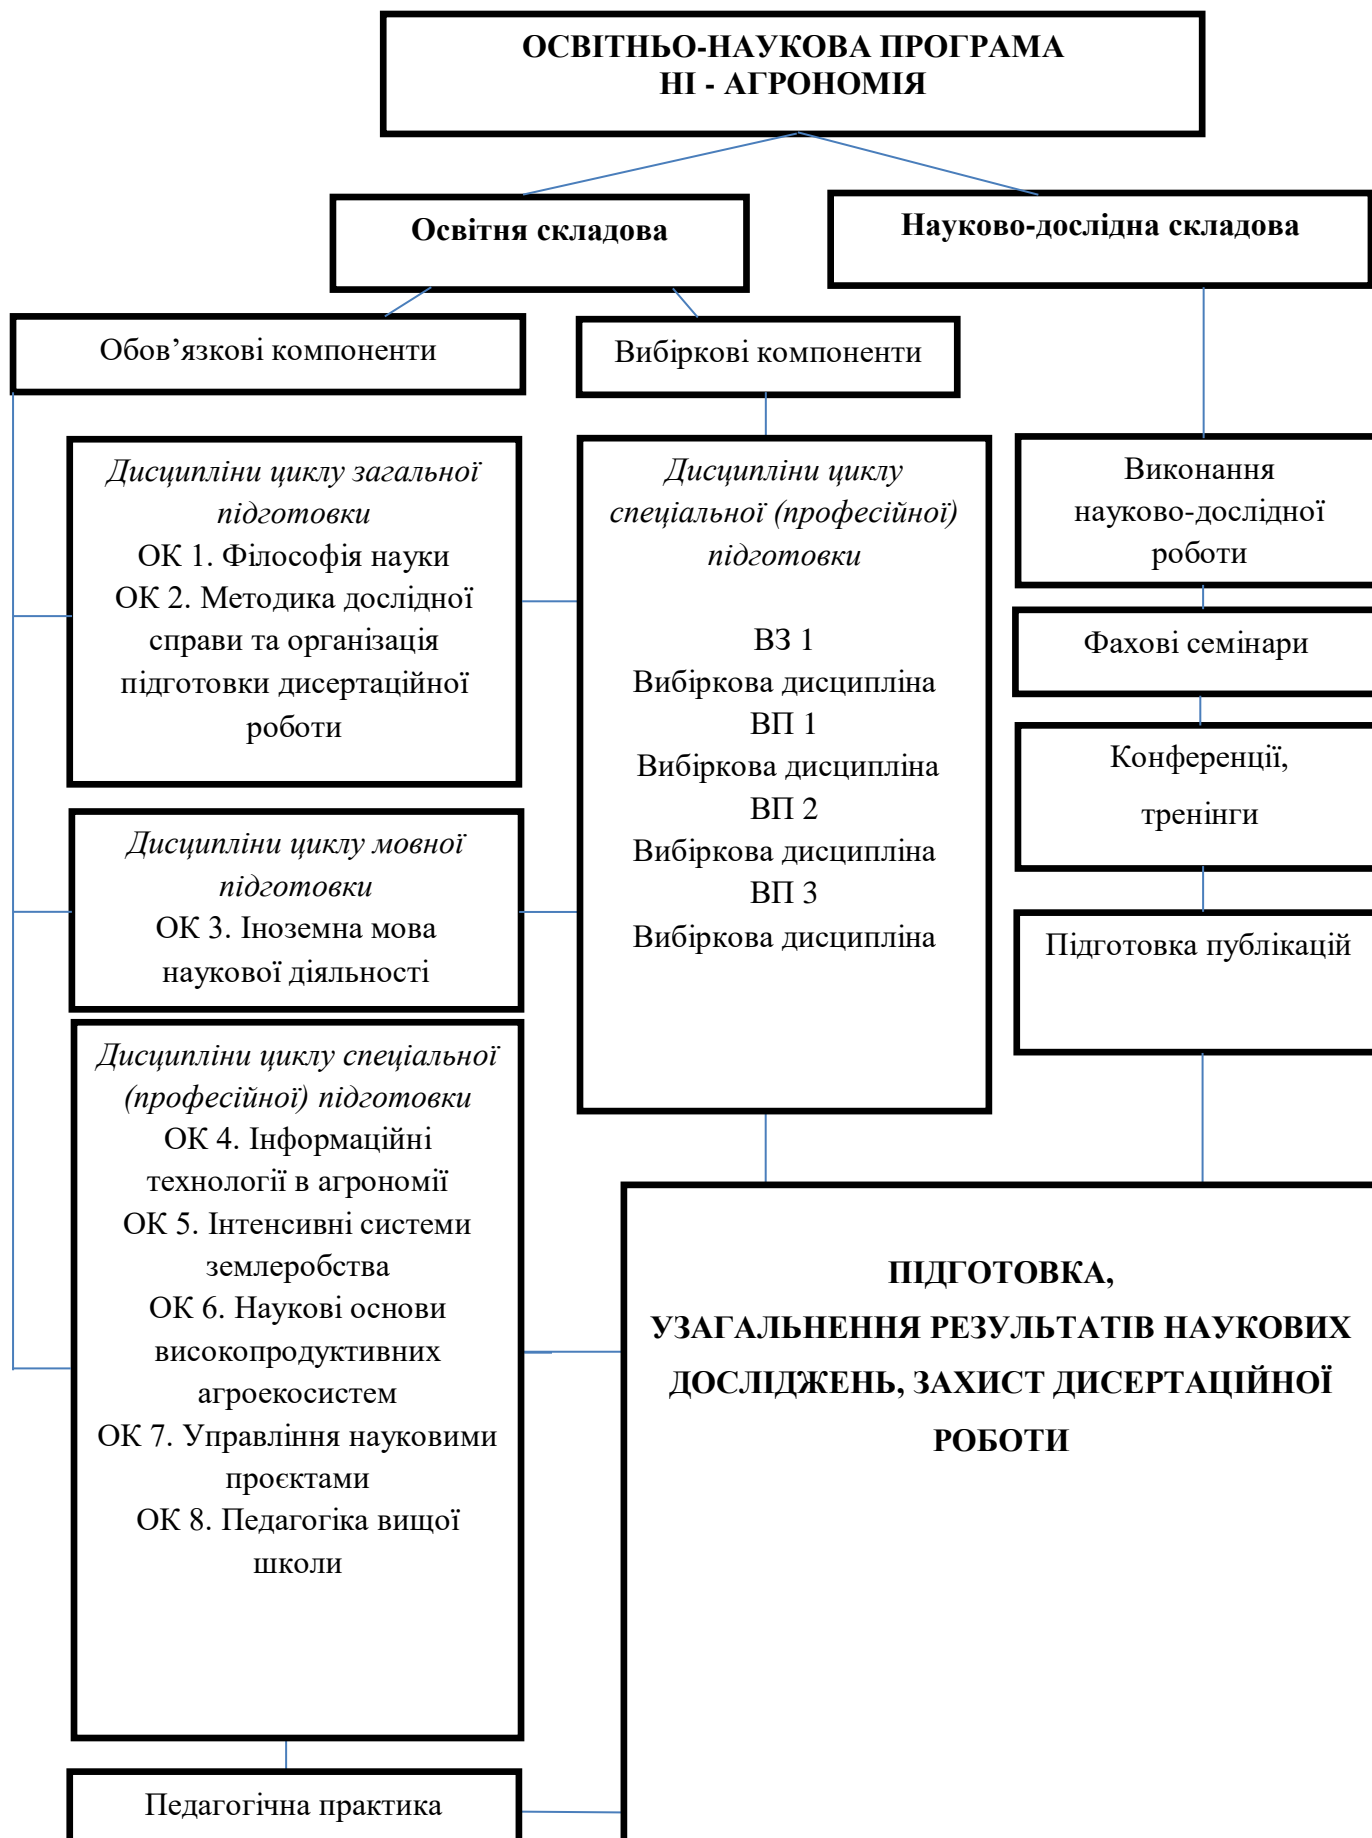 ОСВІТНЬО-НАУКОВА ПРОГРАМА
НІ - АГРОНОМІЯ
Освітня складова
Науково-дослідна складова
Обов’язкові компоненти
Вибіркові компоненти
Дисципліни циклу загальної
підготовки
ОК 1. Філософія науки
ОК 2. Методика дослідної
справи та організація
підготовки дисертаційної
роботи
Дисципліни циклу мовної
підготовки
ОК 3. Іноземна мова
наукової діяльності
Дисципліни циклу спеціальної
(професійної) підготовки
ОК 4. Інформаційні
технології в агрономії
ОК 5. Інтенсивні системи
землеробства
ОК 6. Наукові основи
високопродуктивних
агроекосистем
ОК 7. Управління науковими
проєктами
ОК 8. Педагогіка вищої
школи
Педагогічна практика
Дисципліни циклу
спеціальної (професійної)
підготовки
ВЗ 1
Вибіркова дисципліна
ВП 1
Вибіркова дисципліна
ВП 2
Вибіркова дисципліна
ВП 3
Вибіркова дисципліна
Виконання
науково-дослідної
роботи
Фахові семінари
Конференції,
тренінги
Підготовка публікацій
ПІДГОТОВКА,
УЗАГАЛЬНЕННЯ РЕЗУЛЬТАТІВ НАУКОВИХ
ДОСЛІДЖЕНЬ, ЗАХИСТ ДИСЕРТАЦІЙНОЇ
РОБОТИ